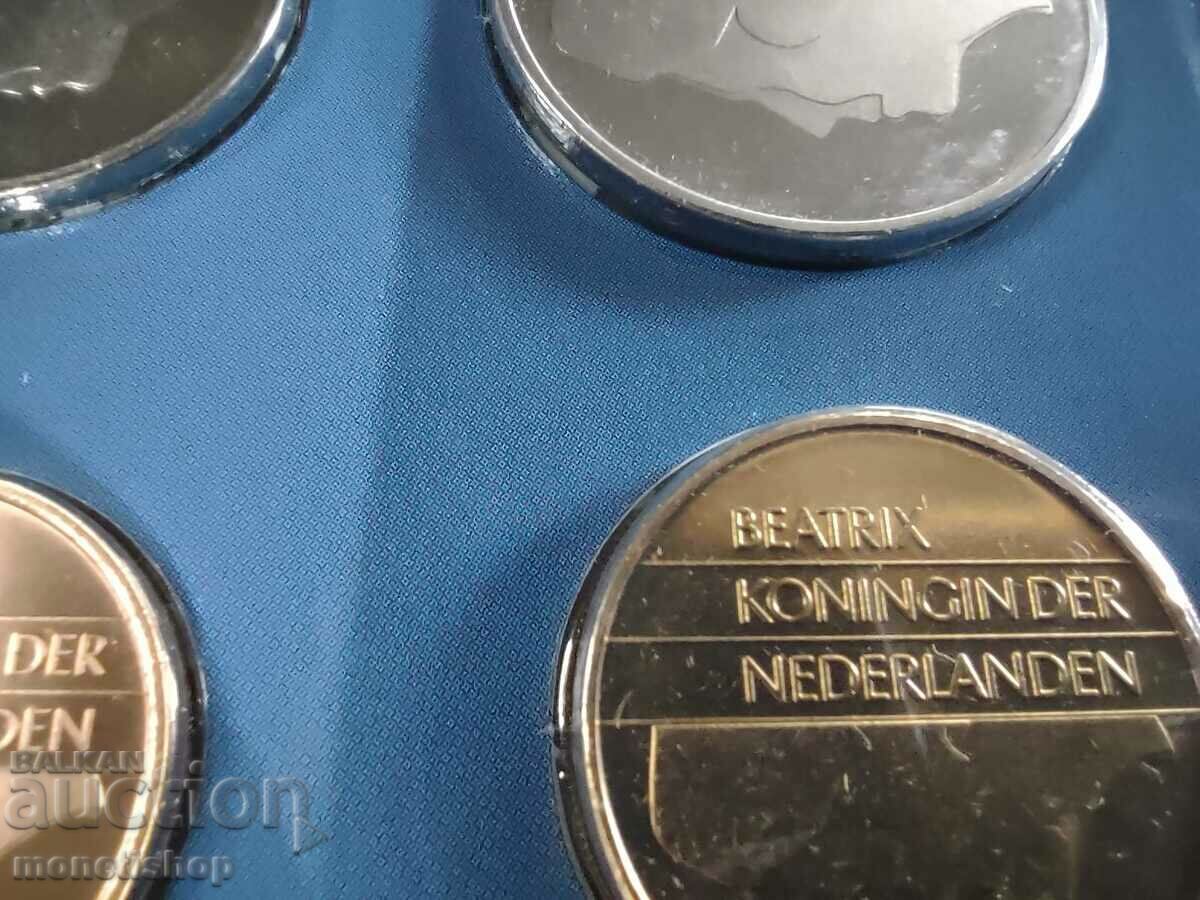 BEATRIX
KONINGIN DER
NEDERLANDEN
DER
DEN
BALKAN
auction
monetishop